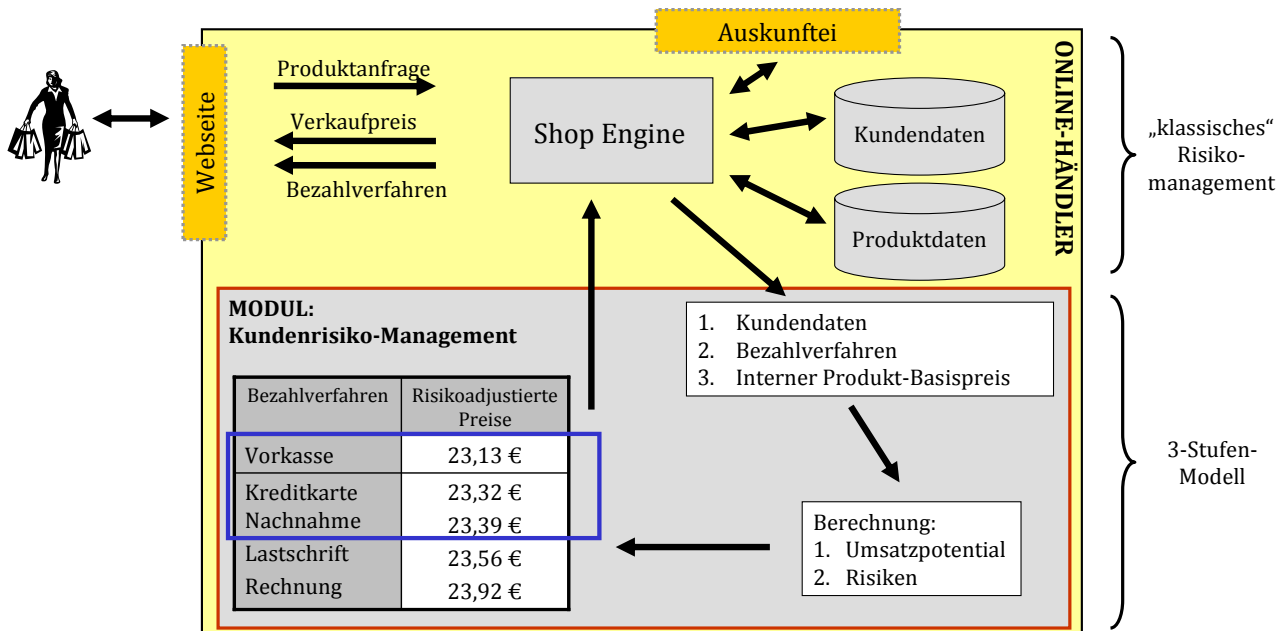 Auskunftei
Webseite
Produktanfrage
Verkaufpreis
Bezahlverfahren
Shop Engine
Kundendaten
Produktdaten
ONLINE-HÄNDLER
„klassisches“
Risiko-
management
MODUL:
Kundenrisiko-Management
1. Kundendaten
2. Bezahlverfahren
3. Interner Produkt-Basispreis
Bezahlverfahren Risikoadjustierte
Preise
Vorkasse 23,13 €
Kreditkarte 23,32 €
Nachnahme 23,39 €
Lastschrift 23,56 €
Rechnung 23,92 €
Berechnung:
1. Umsatzpotential
2. Risiken
3-Stufen-
Modell